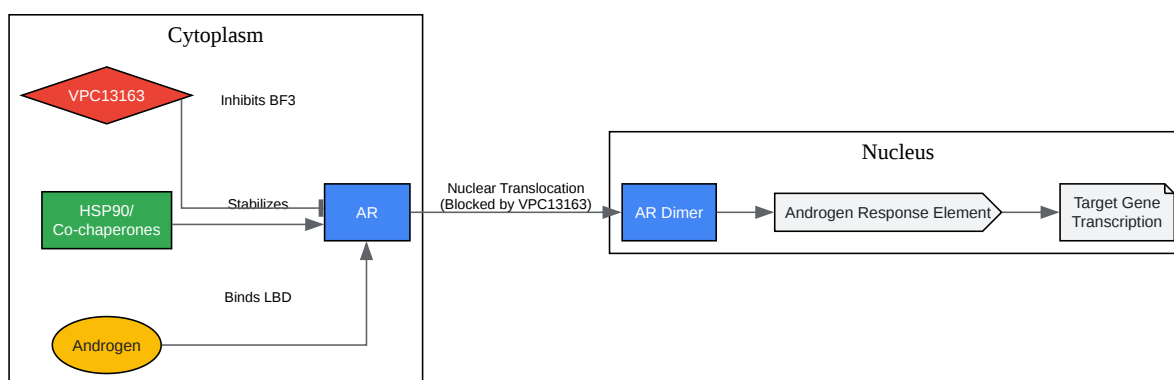 Cytoplasm
VPC13163
Inhibits BF3
HSP90/
Co-chaperones
Stabilizes
AR
Binds LBD
Androgen
Nuclear Translocation
(Blocked by VPC13163)
Nucleus
AR Dimer
Androgen Response Element
Target Gene
Transcription